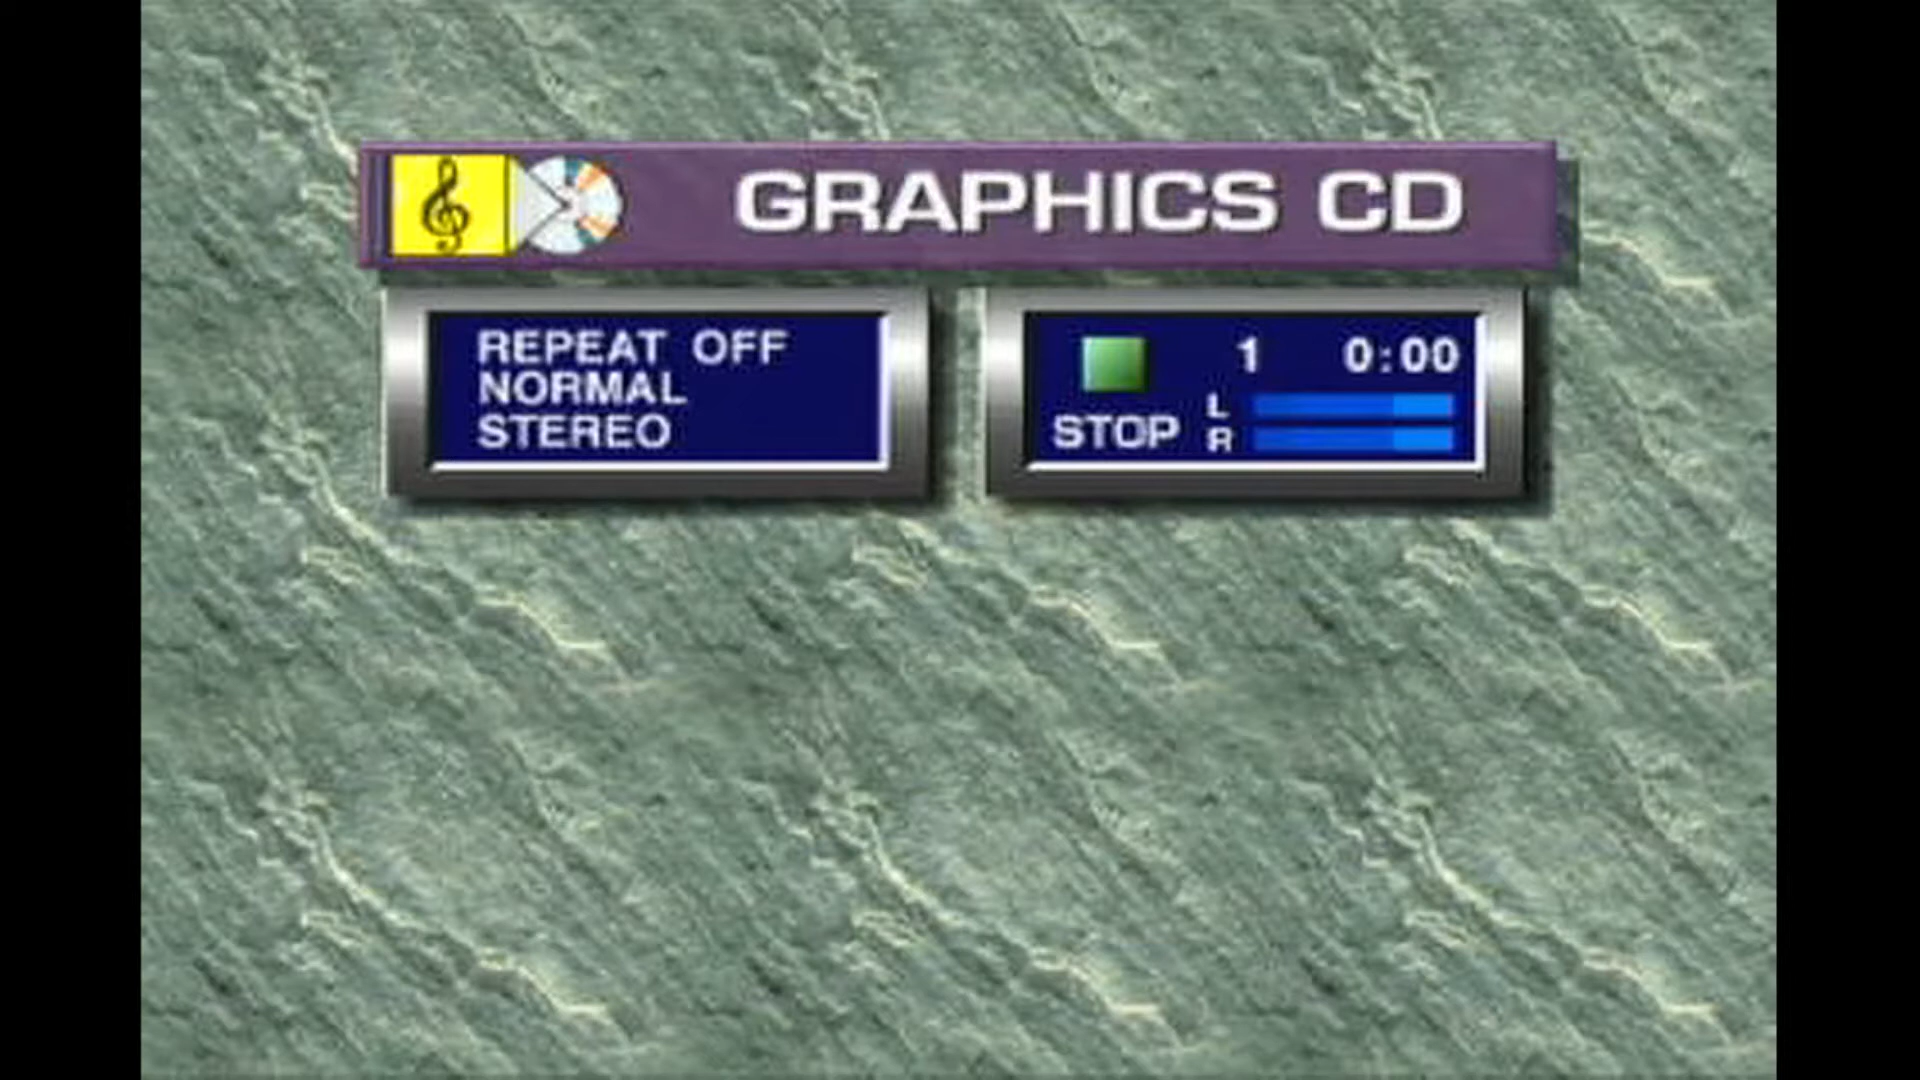 GRAPHICS CD
REPEAT OFF
NORMAL
STEREO
1 0:00
L
STOP R